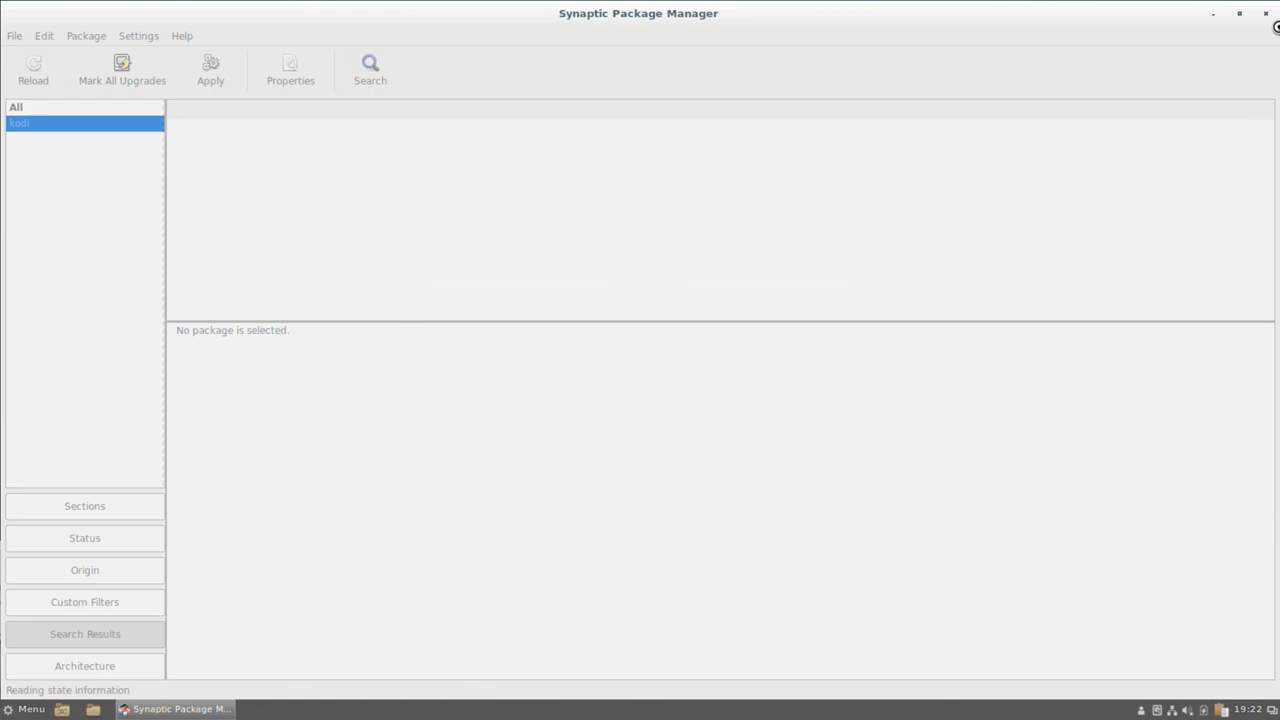 Synaptic Package Manager
File Edit Package Settings Help
Reload Mark All Upgrades Apply Properties Search
All
kodi
No package is selected.
Sections
Status
Origin
Custom Filters
Search Results
Architecture
Reading state information
Menu Synaptic Package M... 19:22